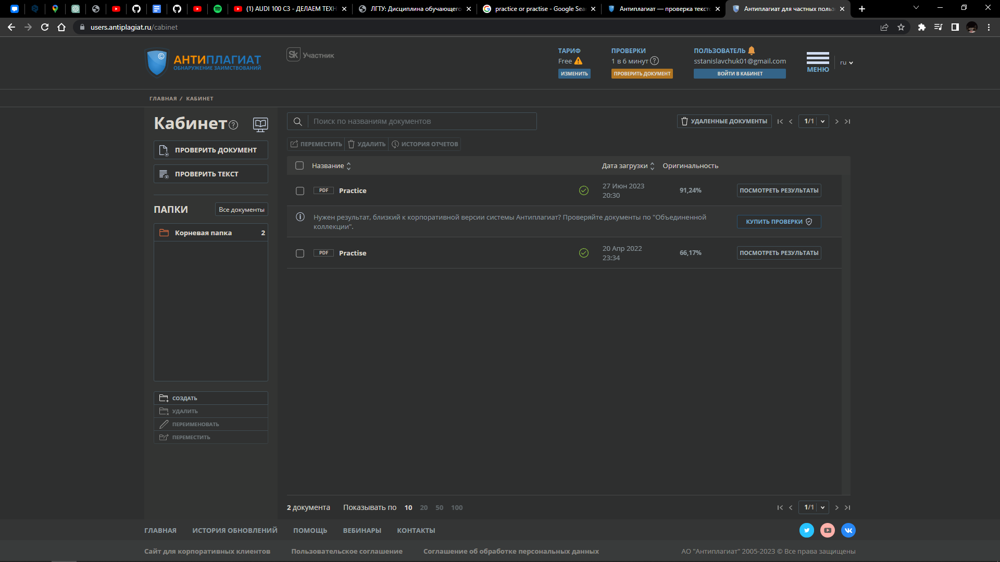 (1) AUDI 100 C3 - ДЕЛАЕМ ТЕХН
ЛГТУ: Дисциплина обучающего
practice or practise - Google Sea
Антиплагиат — проверка текст
Антиплагиат для частных польз
users.antiplagiat.ru/cabinet
АНТИПЛАГИАТ
ОБНАРУЖЕНИЕ ЗАИМСТВОВАНИЙ
Sk Участник
ТАРИФ
Free
ИЗМЕНИТЬ
ПРОВЕРКИ
1 в 6 минут
ПРОВЕРИТЬ ДОКУМЕНТ
ПОЛЬЗОВАТЕЛЬ
sstanislavchuk01@gmail.com
ВОЙТИ В КАБИНЕТ
МЕНЮ
ru
ГЛАВНАЯ / КАБИНЕТ
Кабинет
ПРОВЕРИТЬ ДОКУМЕНТ
ПРОВЕРИТЬ ТЕКСТ
ПАПКИ
Все документы
Корневая папка 2
СОЗДАТЬ
УДАЛИТЬ
ПЕРЕИМЕНОВАТЬ
ПЕРЕМЕСТИТЬ
Поиск по названиям документов
УДАЛЕННЫЕ ДОКУМЕНТЫ
1/1
ПЕРЕМЕСТИТЬ УДАЛИТЬ ИСТОРИЯ ОТЧЕТОВ
Название Дата загрузки Оригинальность
PDF Practice 27 Июн 2023 20:30 91,24% ПОСМОТРЕТЬ РЕЗУЛЬТАТЫ
Нужен результат, близкий к корпоративной версии системы Антиплагиат? Проверяйте документы по "Объединенной
коллекции".
КУПИТЬ ПРОВЕРКИ
PDF Practise 20 Апр 2022 23:34 66,17% ПОСМОТРЕТЬ РЕЗУЛЬТАТЫ
2 документа Показывать по 10 20 50 100
1/1
ГЛАВНАЯ ИСТОРИЯ ОБНОВЛЕНИЙ ПОМОЩЬ ВЕБИНАРЫ КОНТАКТЫ
Сайт для корпоративных клиентов Пользовательское соглашение Соглашение об обработке персональных данных АО "Антиплагиат" 2005-2023 © Все права защищены